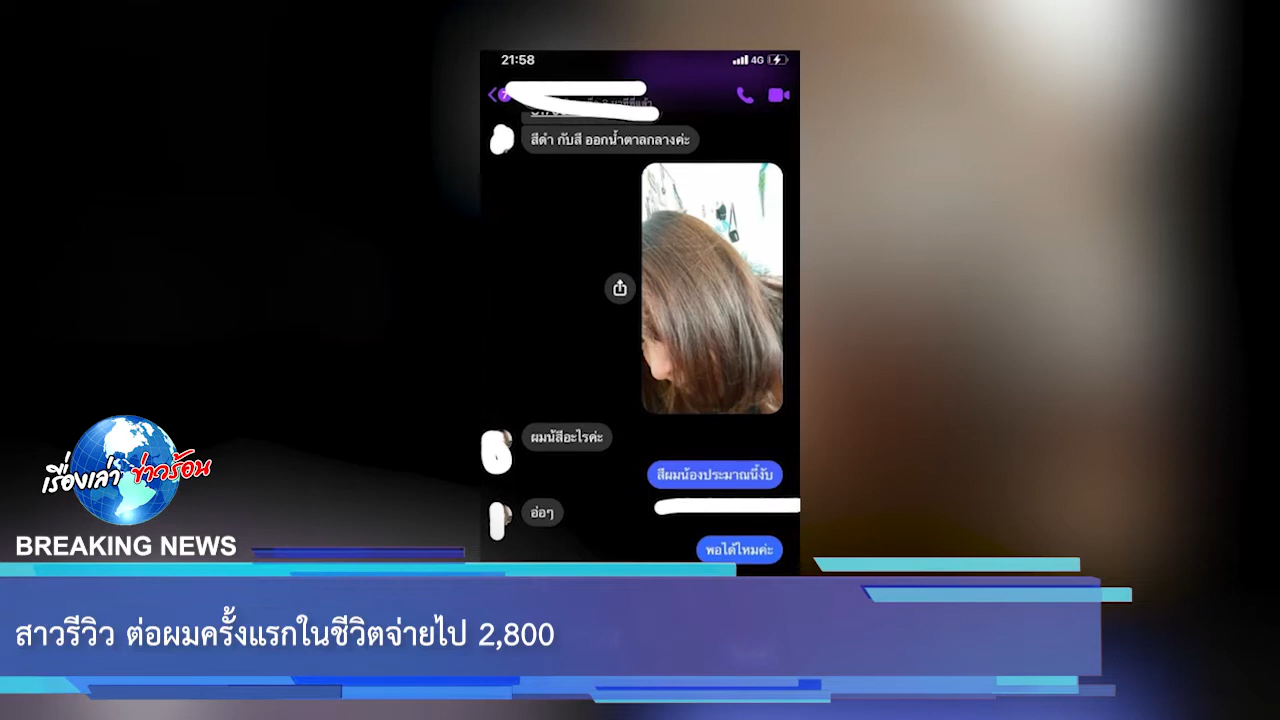 21:58
4G
7
สีดำ กับสี ออกน้ำตาลกลางค่ะ
ผมน้สีอะไรค่ะ
สีผมน้องประมาณนี้งับ
อ่อๆ
พอได้ไหมค่ะ
เรื่องเล่า ข่าวร้อน
BREAKING NEWS
สาวรีวิว ต่อผมครั้งแรกในชีวิตจ่ายไป 2,800